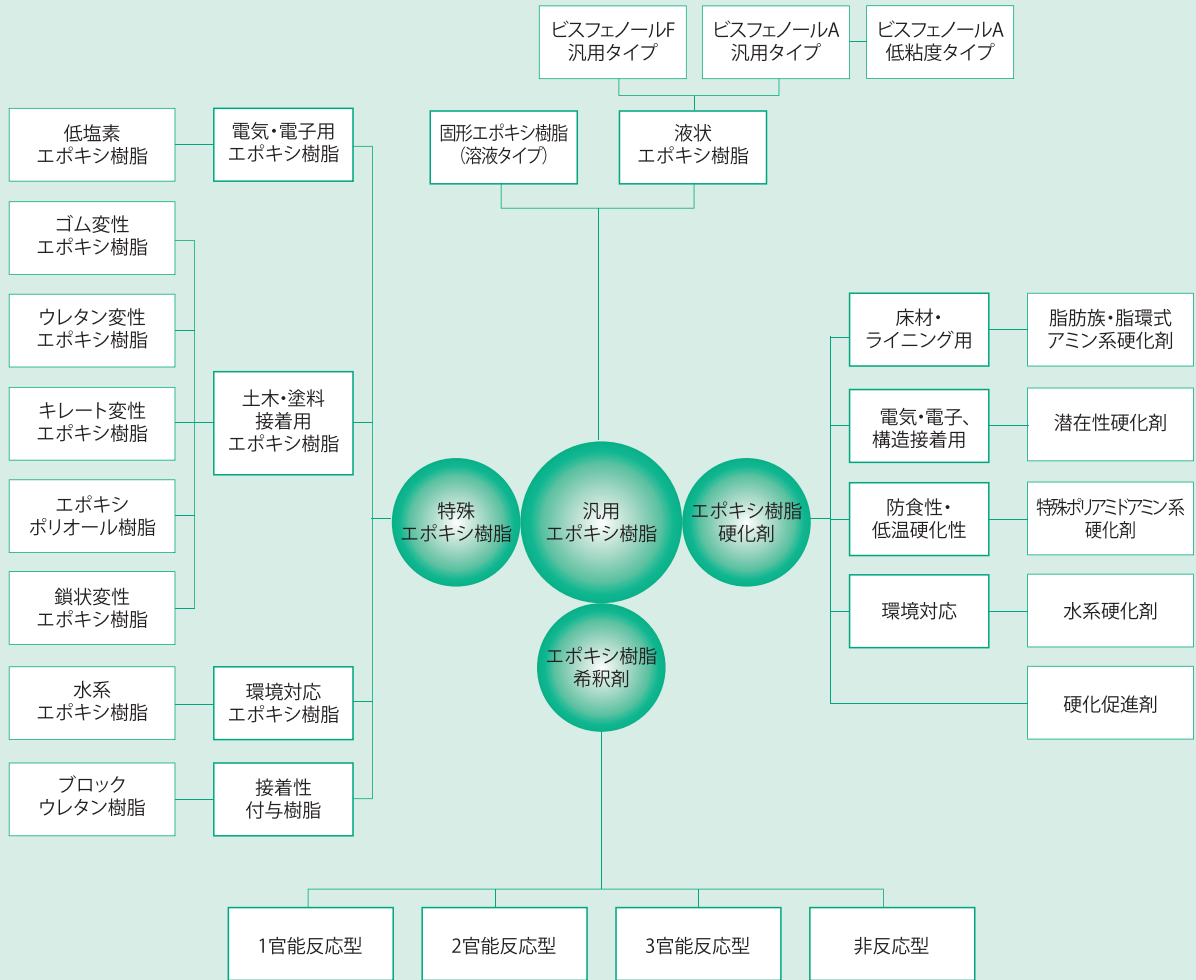 ビスフェノールF
汎用タイプ
ビスフェノールA
汎用タイプ
ビスフェノールA
低粘度タイプ
固形エポキシ樹脂
（溶液タイプ）
液状
エポキシ樹脂
低塩素
エポキシ樹脂
電気・電子用
エポキシ樹脂
ゴム変性
エポキシ樹脂
ウレタン変性
エポキシ樹脂
キレート変性
エポキシ樹脂
エポキシ
ポリオール樹脂
鎖状変性
エポキシ樹脂
土木・塗料
接着用
エポキシ樹脂
水系
エポキシ樹脂
環境対応
エポキシ樹脂
ブロック
ウレタン樹脂
接着性
付与樹脂
特殊
エポキシ樹脂
汎用
エポキシ樹脂
エポキシ樹脂
硬化剤
エポキシ樹脂
希釈剤
床材・
ライニング用
脂肪族・脂環式
アミン系硬化剤
電気・電子、
構造接着用
潜在性硬化剤
防食性・
低温硬化性
特殊ポリアミドアミン系
硬化剤
環境対応
水系硬化剤
硬化促進剤
1官能反応型
2官能反応型
3官能反応型
非反応型